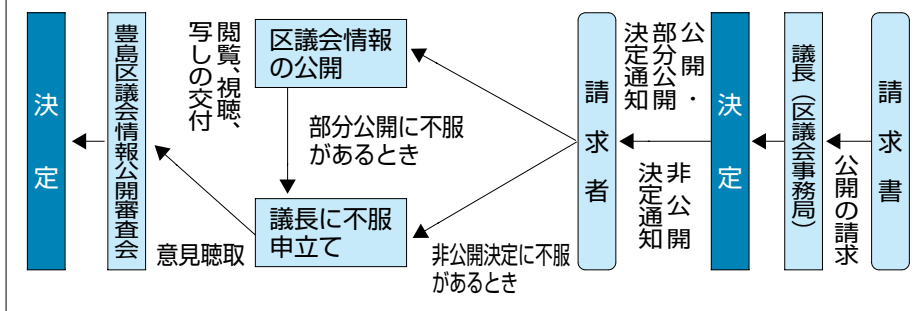 請求書
公開の請求
議長（区議会事務局）
決定
公開・
部分公開
決定通知
非公開
決定通知
請求者
区議会情報
の公開
閲覧、視聴、
写しの交付
部分公開に不服
があるとき
非公開決定に不服
があるとき
議長に不服
申立て
意見聴取
豊島区議会情報公開審査会
決定